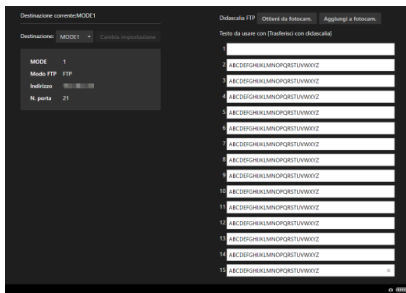 Destinazione corrente:MODE1
Destinazione: MODE1 Cambia impostazione
MODE 1
Modo FTP FTP
Indirizzo
N. porta 21
Didascalia FTP Ottieni da fotocam. Aggiungi a fotocam.
Testo da usare con [Trasferisci con didascalia]
1
2 ABCDEFGHIJKLMNOPQRSTUVWXYZ
3 ABCDEFGHIJKLMNOPQRSTUVWXYZ
4 ABCDEFGHIJKLMNOPQRSTUVWXYZ
5 ABCDEFGHIJKLMNOPQRSTUVWXYZ
6 ABCDEFGHIJKLMNOPQRSTUVWXYZ
7 ABCDEFGHIJKLMNOPQRSTUVWXYZ
8 ABCDEFGHIJKLMNOPQRSTUVWXYZ
9 ABCDEFGHIJKLMNOPQRSTUVWXYZ
10 ABCDEFGHIJKLMNOPQRSTUVWXYZ
11 ABCDEFGHIJKLMNOPQRSTUVWXYZ
12 ABCDEFGHIJKLMNOPQRSTUVWXYZ
13 ABCDEFGHIJKLMNOPQRSTUVWXYZ
14 ABCDEFGHIJKLMNOPQRSTUVWXYZ
15 ABCDEFGHIJKLMNOPQRSTUVWXYZ